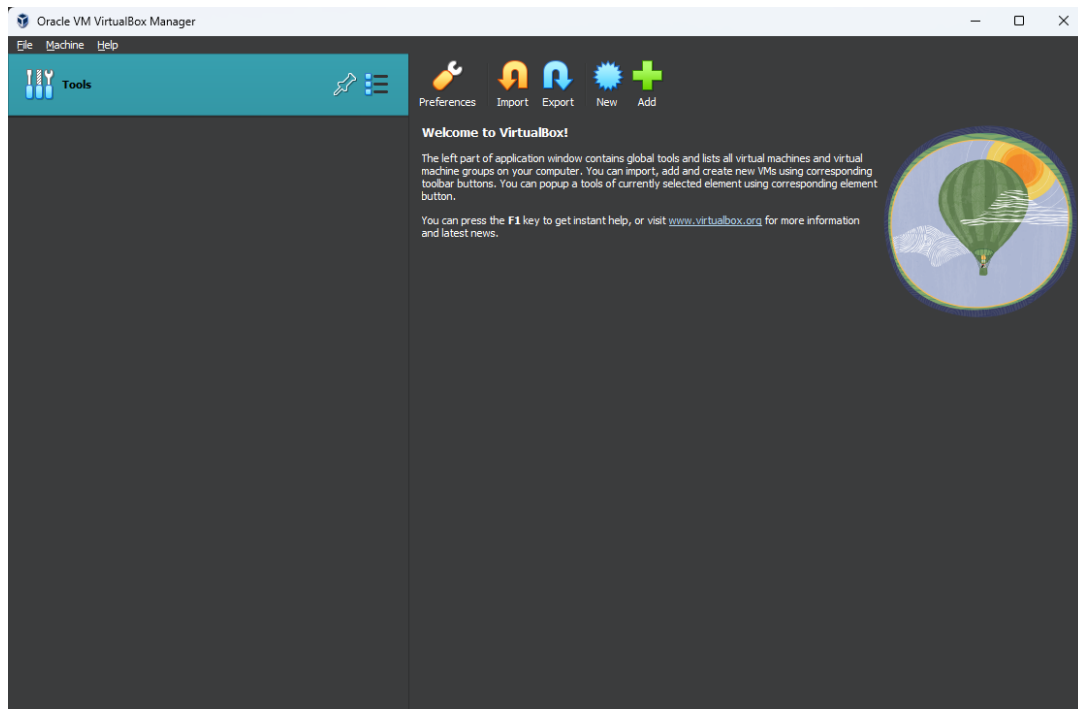 Oracle VM VirtualBox Manager
File Machine Help
Tools
Preferences Import Export New Add
Welcome to VirtualBox!
The left part of application window contains global tools and lists all virtual machines and virtual
machine groups on your computer. You can import, add and create new VMs using corresponding
toolbar buttons. You can popup a tools of currently selected element using corresponding element
button.
You can press the F1 key to get instant help, or visit www.virtualbox.org for more information
and latest news.